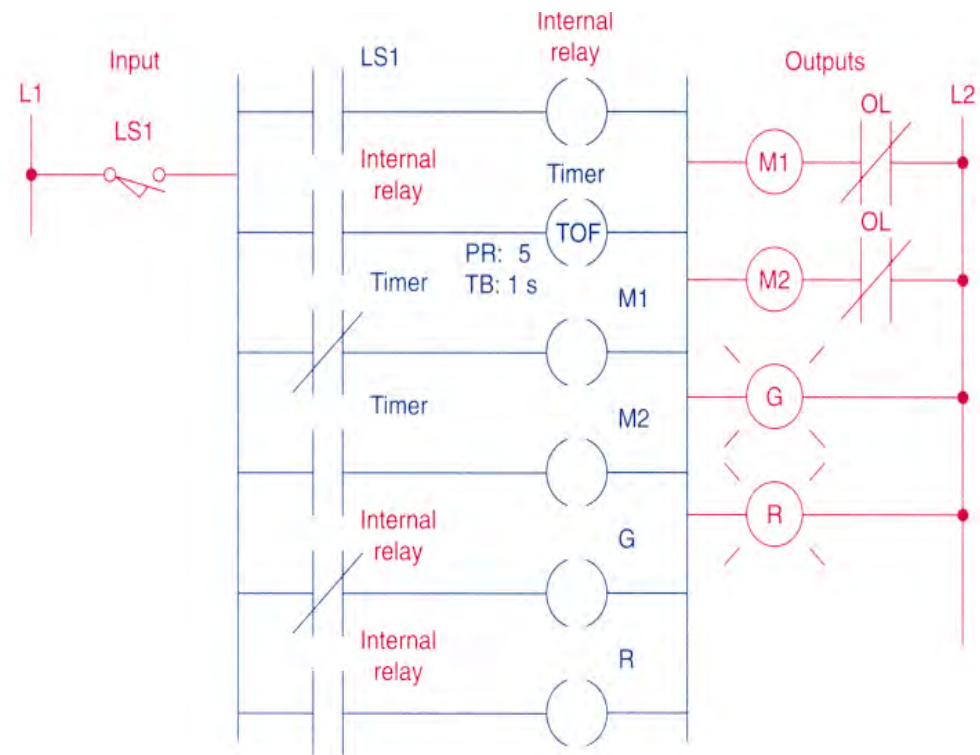 Input
L1
LS1
LS1
Internal
relay
Internal
relay
Timer
TOF
PR: 5
TB: 1 s
Timer
M1
Timer
M2
Internal
relay
G
Internal
relay
R
Outputs
L2
OL
M1
OL
M2
G
R